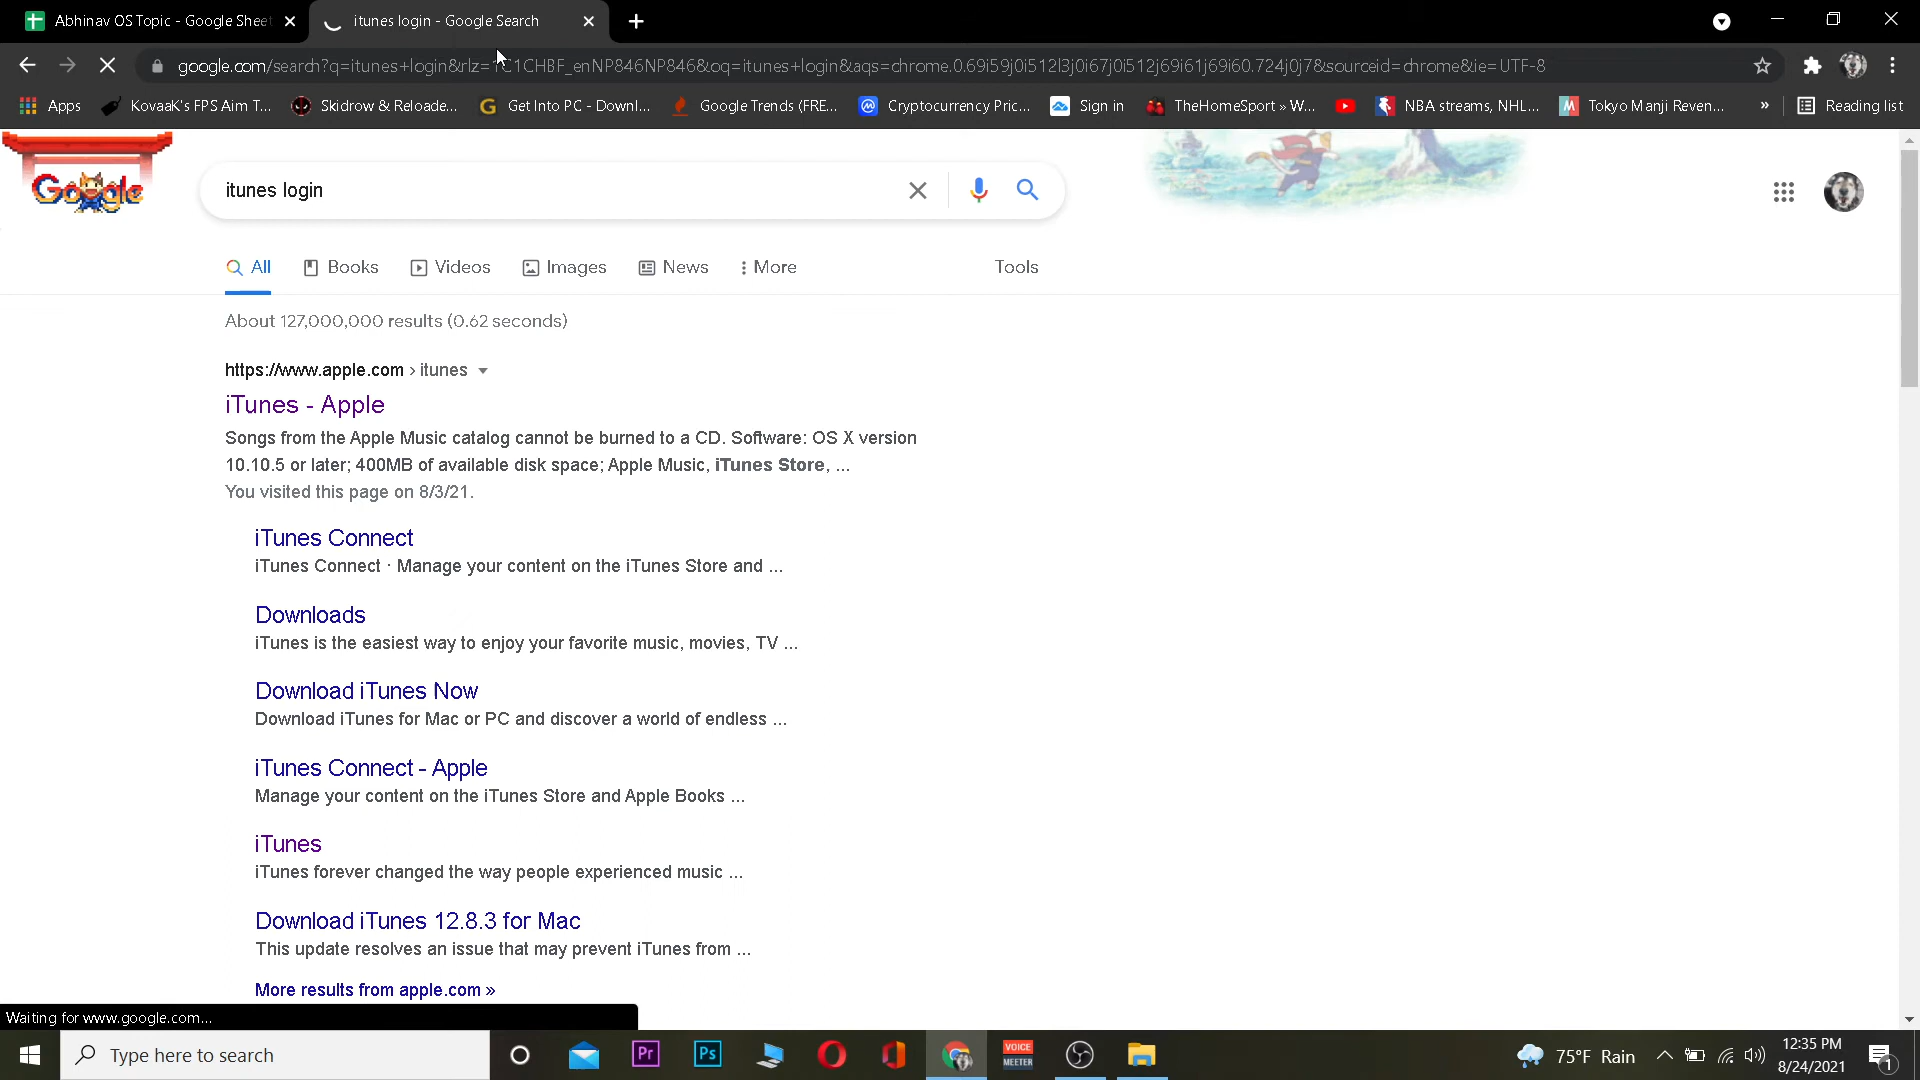 Abhinav OS Topic - Google Sheet
itunes login - Google Search
google.com/search?q=itunes+login&rlz=1C1CHBF_enNP846NP846&oq=itunes+login&aqs=chrome.0.69i59j0i512l3j0i67j0i512j69i61j69i60.724j0j7&sourceid=chrome&ie=UTF-8
Apps KovaaK's FPS Aim T... Skidrow & Reloade... Get Into PC - Downl... Google Trends (FRE... Cryptocurrency Pric... Sign in TheHomeSport » W... NBA streams, NHL... Tokyo Manji Reven... » Reading list
Google
itunes login
All Books Videos Images News More Tools
About 127,000,000 results (0.62 seconds)
https://www.apple.com › itunes
iTunes - Apple
Songs from the Apple Music catalog cannot be burned to a CD. Software: OS X version
10.10.5 or later; 400MB of available disk space; Apple Music, iTunes Store, ...
You visited this page on 8/3/21.
iTunes Connect
iTunes Connect · Manage your content on the iTunes Store and ...
Downloads
iTunes is the easiest way to enjoy your favorite music, movies, TV ...
Download iTunes Now
Download iTunes for Mac or PC and discover a world of endless ...
iTunes Connect - Apple
Manage your content on the iTunes Store and Apple Books ...
iTunes
iTunes forever changed the way people experienced music ...
Download iTunes 12.8.3 for Mac
This update resolves an issue that may prevent iTunes from ...
More results from apple.com »
Waiting for www.google.com...
Type here to search
Pr
Ps
VOICE
MEETER
75°F Rain
12:35 PM
8/24/2021
1